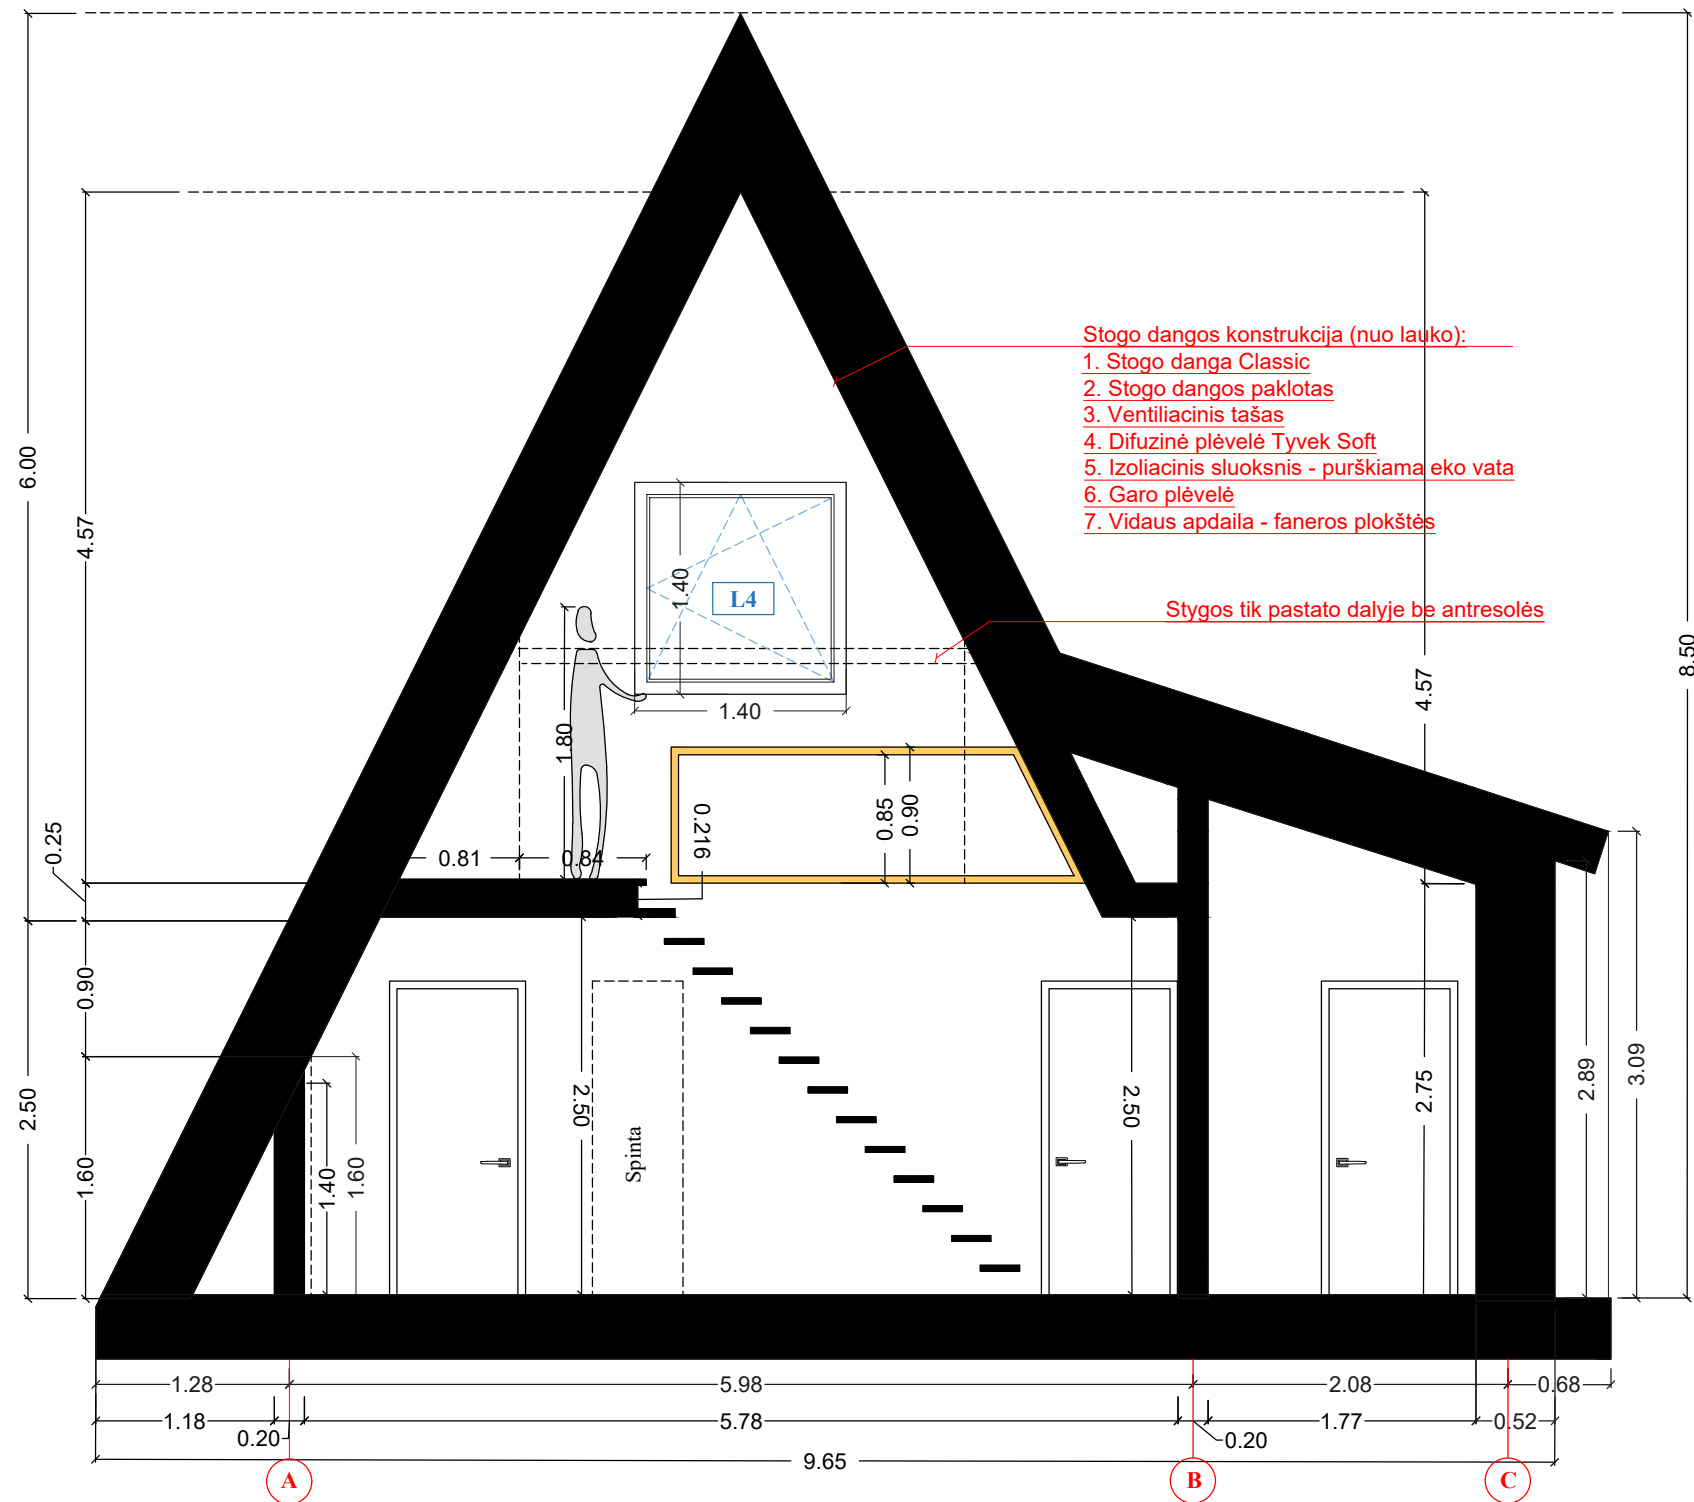 Stogo dangos konstrukcija (nuo lauko):
1. Stogo danga Classic
2. Stogo dangos paklotas
3. Ventiliacinis tašas
4. Difuzinė plėvelė Tyvek Soft
5. Izoliacinis sluoksnis - purškiama eko vata
6. Garo plėvelė
7. Vidaus apdaila - faneros plokštės
Stygos tik pastato dalyje be antresolės
6.00
4.57
8.50
1.40
L4
1.40
1.80
4.57
0.85
0.90
0.216
0.25
0.81
0.84
0.90
2.50
1.60
1.40
1.60
2.50
Spinta
2.50
2.75
2.89
3.09
1.28
5.98
2.08
0.68
1.18
0.20
5.78
0.20
1.77
0.52
9.65
A
B
C